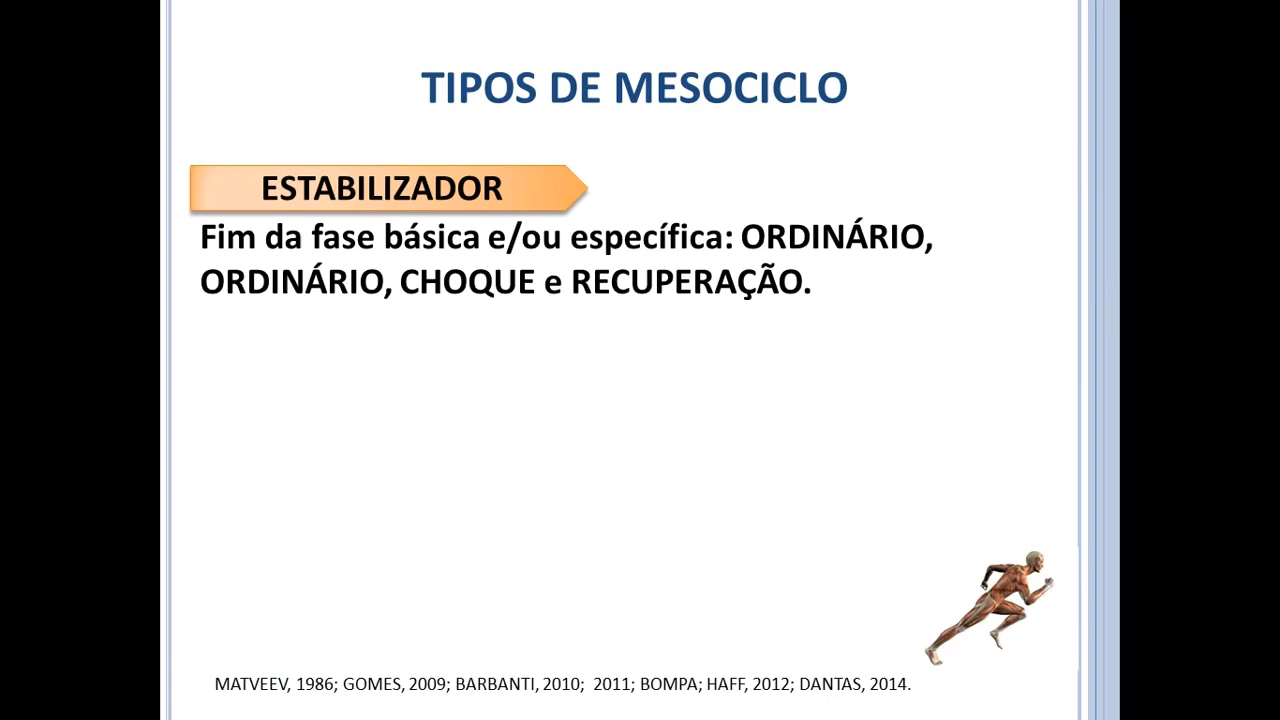 TIPOS DE MESOCICLO
ESTABILIZADOR
Fim da fase básica e/ou específica: ORDINÁRIO,
ORDINÁRIO, CHOQUE e RECUPERAÇÃO.
MATVEEV, 1986; GOMES, 2009; BARBANTI, 2010;  2011; BOMPA; HAFF, 2012; DANTAS, 2014.